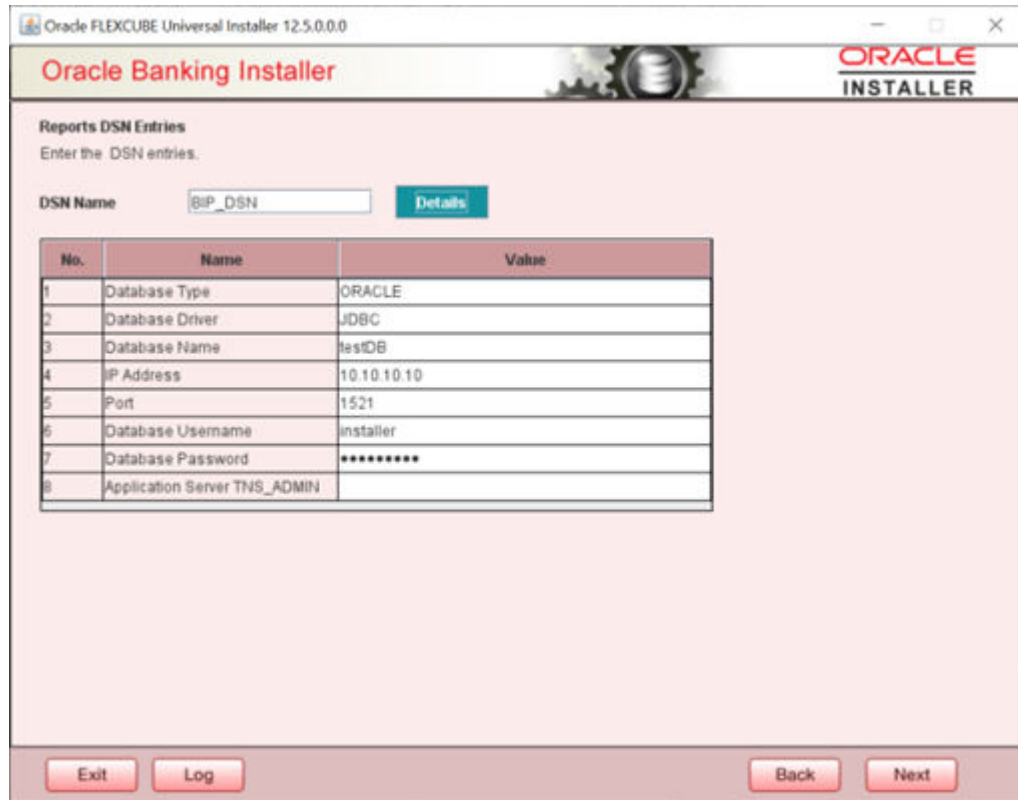 Oracle FLEXCUBE Universal Installer 12.5.0.0.0
Oracle Banking Installer
ORACLE
INSTALLER
Reports DSN Entries
Enter the DSN entries.
DSN Name BIP_DSN Details
No. Name Value
1 Database Type ORACLE
2 Database Driver JDBC
3 Database Name testDB
4 IP Address 10.10.10.10
5 Port 1521
6 Database Username installer
7 Database Password •••••••••
8 Application Server TNS_ADMIN
Exit Log Back Next